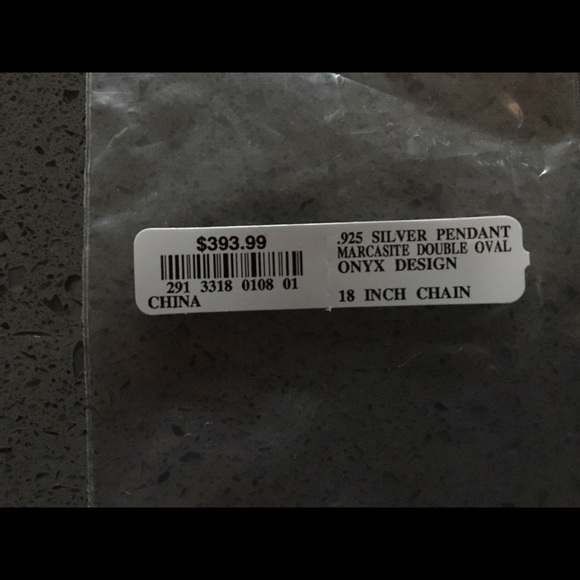 $393.99
291 3318 0108 01
CHINA
.925 SILVER PENDANT
MARCASITE DOUBLE OVAL
ONYX DESIGN
18 INCH CHAIN